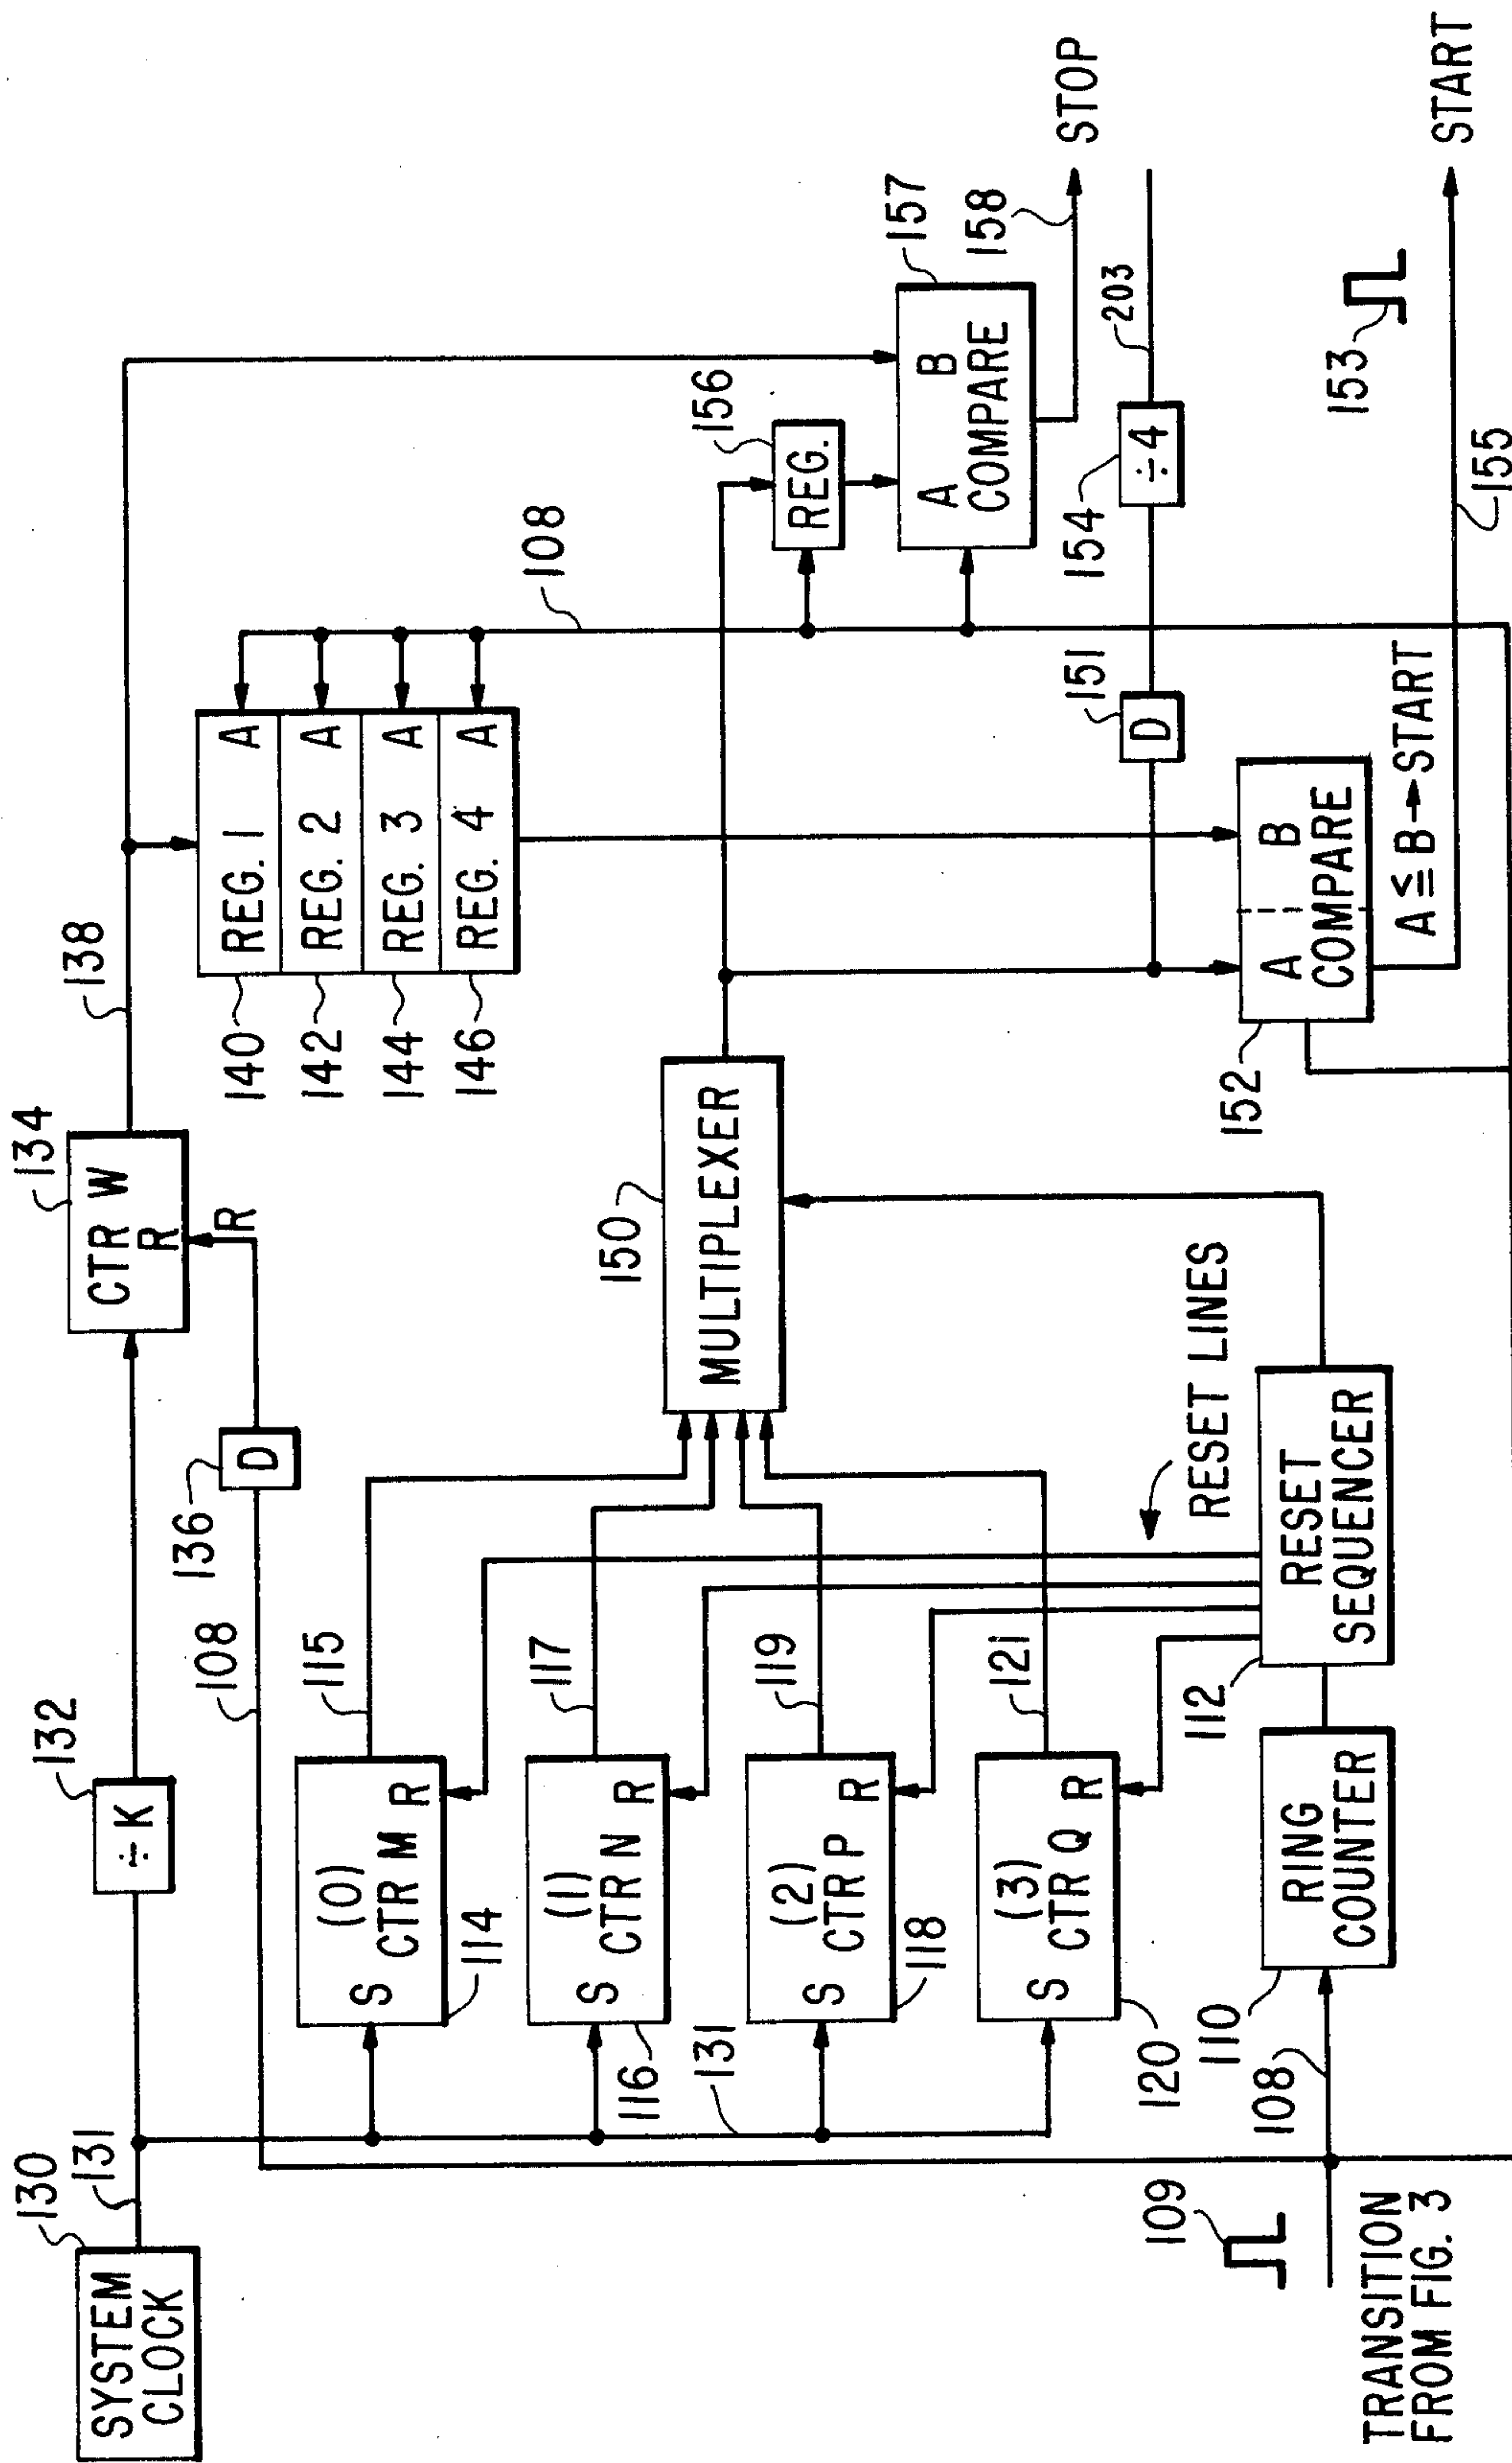 130
SYSTEM
CLOCK
131
132
÷K
134
CTR W
R
R
138
136
D
108
140
REG. 1 A
142
REG. 2 A
144
REG. 3 A
146
REG. 4 A
108
(0)
S CTR M R
114
115
(1)
S CTR N R
116
117
(2)
S CTR P R
118
119
(3)
S CTR Q R
120
121
131
150
MULTIPLEXER
156
REG.
157
A B
COMPARE
158
STOP
151
D
154
÷4
203
RESET LINES
109
TRANSITION
FROM FIG. 3
108
110
RING
COUNTER
112
RESET
SEQUENCER
152
A B
COMPARE
A ≦ B → START
153
155
START